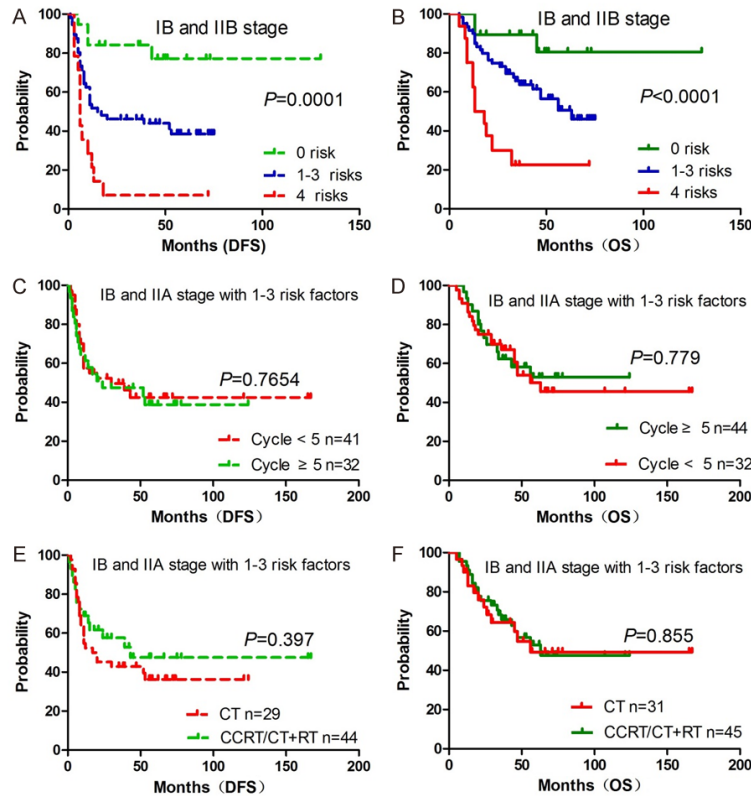 A
IB and IIB stage
Probability
100
80
60
40
20
0
P=0.0001
0 risk
1-3 risks
4 risks
0 50 100 150
Months (DFS)
B
IB and IIB stage
Probability
100
80
60
40
20
0
P<0.0001
0 risk
1-3 risks
4 risks
0 50 100 150
Months (OS)
C
IB and IIA stage with 1-3 risk factors
Probability
100
80
60
40
20
0
P=0.7654
Cycle < 5 n=41
Cycle ≥ 5 n=32
0 50 100 150 200
Months (DFS)
D
IB and IIA stage with 1-3 risk factors
Probability
100
80
60
40
20
0
P=0.779
Cycle ≥ 5 n=44
Cycle < 5 n=32
0 50 100 150 200
Months (OS)
E
IB and IIA stage with 1-3 risk factors
Probability
100
80
60
40
20
0
P=0.397
CT n=29
CCRT/CT+RT n=44
0 50 100 150 200
Months (DFS)
F
IB and IIA stage with 1-3 risk factors
Probability
100
80
60
40
20
0
P=0.855
CT n=31
CCRT/CT+RT n=45
0 50 100 150 200
Months (OS)